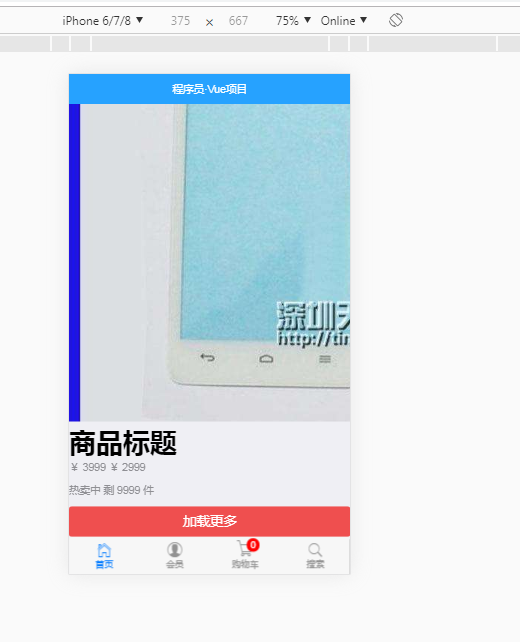 iPhone 6/7/8 ▼ 375 × 667 75% ▼ Online ▼
程序员·Vue项目
深圳
http://ti
商品标题
￥ 3999 ￥ 2999
热卖中 剩 9999 件
加载更多
0
首页 会员 购物车 搜索